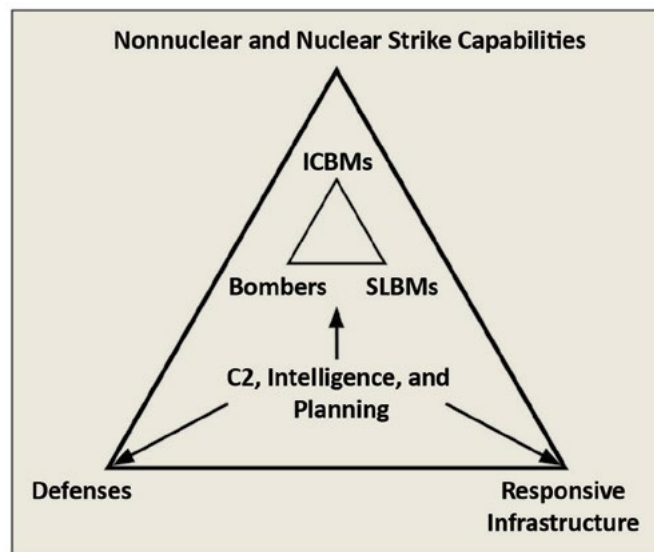 Nonnuclear and Nuclear Strike Capabilities
ICBMs
Bombers SLBMs
C2, Intelligence, and
Planning
Defenses
Responsive
Infrastructure